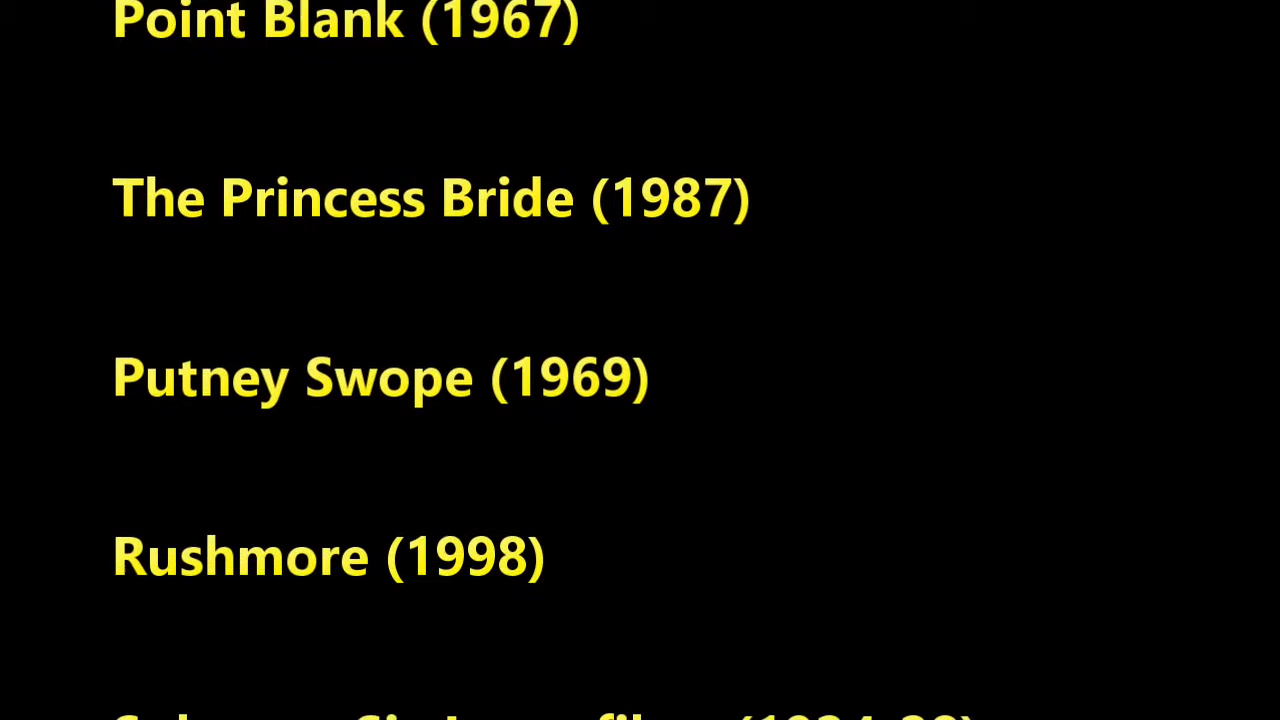 Point Blank (1967)
The Princess Bride (1987)
Putney Swope (1969)
Rushmore (1998)